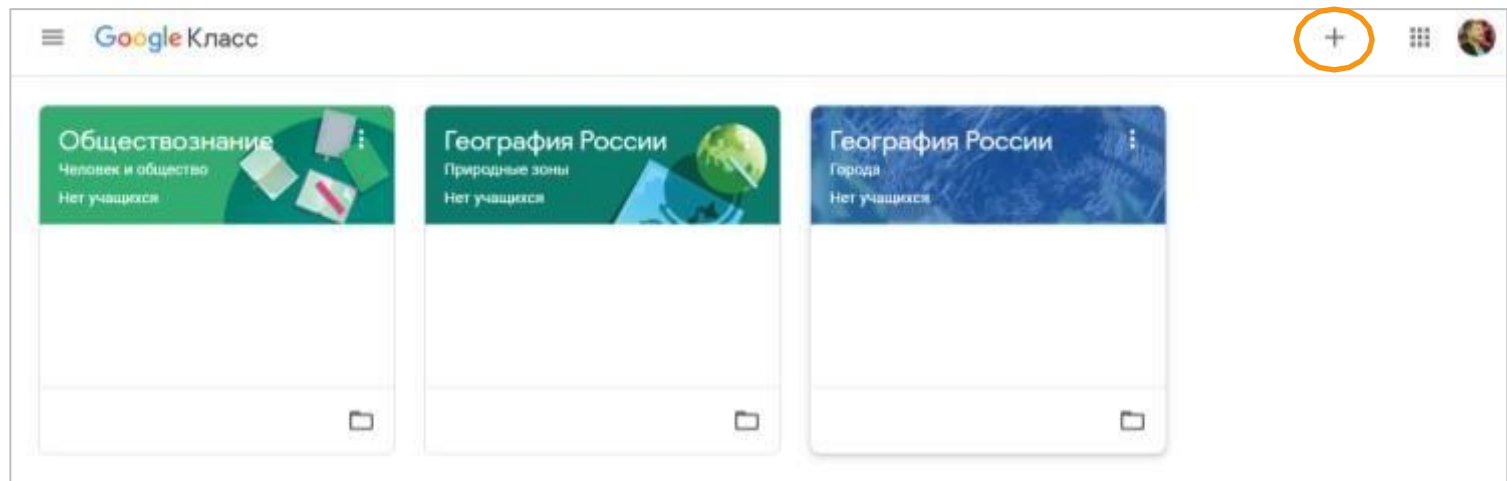 Google Класс
Обществознание
Человек и общество
Нет учащихся
География России
Природные зоны
Нет учащихся
География России
Города
Нет учащихся